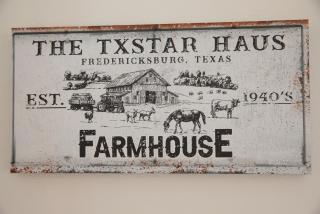 THE TXSTAR HAUS
FREDERICKSBURG, TEXAS
EST. 1940'S
FARMHOUSE